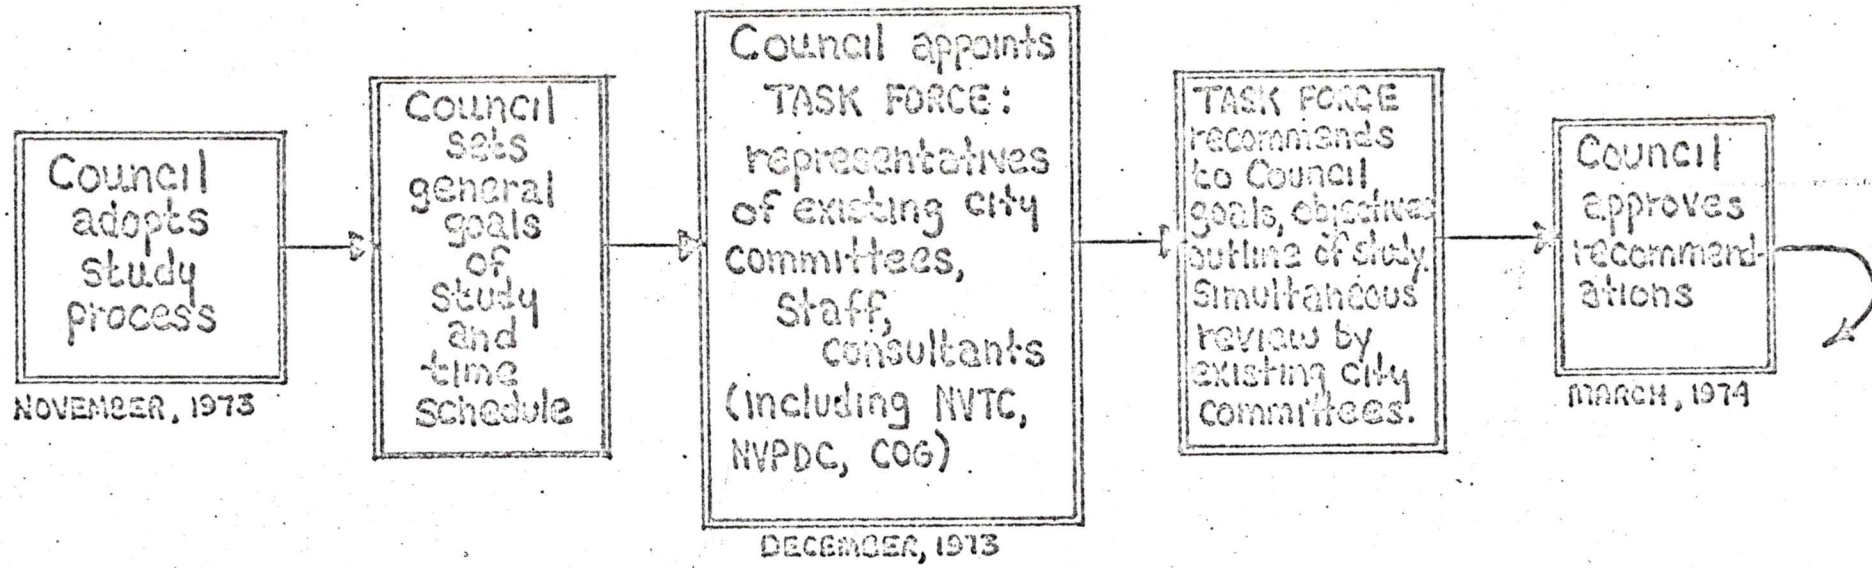 Council
adopts
study
process
NOVEMBER, 1973
Council
sets
general
goals
of
study
and
time
schedule
Council appoints
TASK FORCE:
representatives
of existing city
committees,
Staff,
consultants
(including NVTC,
NVPDC, COG)
DECEMBER, 1973
TASK FORCE
recommends
to Council
goals, objectives
outline of study.
Simultaneous
review by
existing city
committees.
Council
approves
recommend-
ations
MARCH, 1974